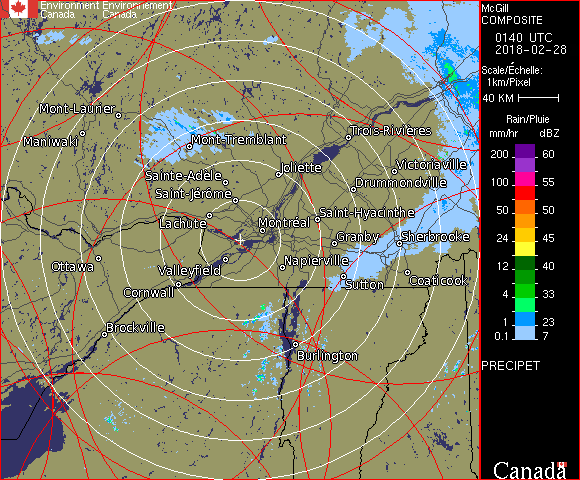 Environment Environnement
Canada Canada
Mont-Laurier
Maniwaki
Mont-Tremblant
Trois-Rivières
Sainte-Adèle
Joliette
Victoriaville
Saint-Jérôme
Drummondville
Lachute
Montréal
Saint-Hyacinthe
Granby
Sherbrooke
Ottawa
Valleyfield
Napierville
Cornwall
Sutton
Coaticook
Brockville
Burlington
McGill
COMPOSITE
0140 UTC
2018-02-28
Scale/Échelle:
1km/Pixel
40 KM
Rain/Pluie
mm/hr dBZ
200 60
100 55
50 50
24 45
12 40
4 33
1 23
0.1 7
PRECIPET
Canada